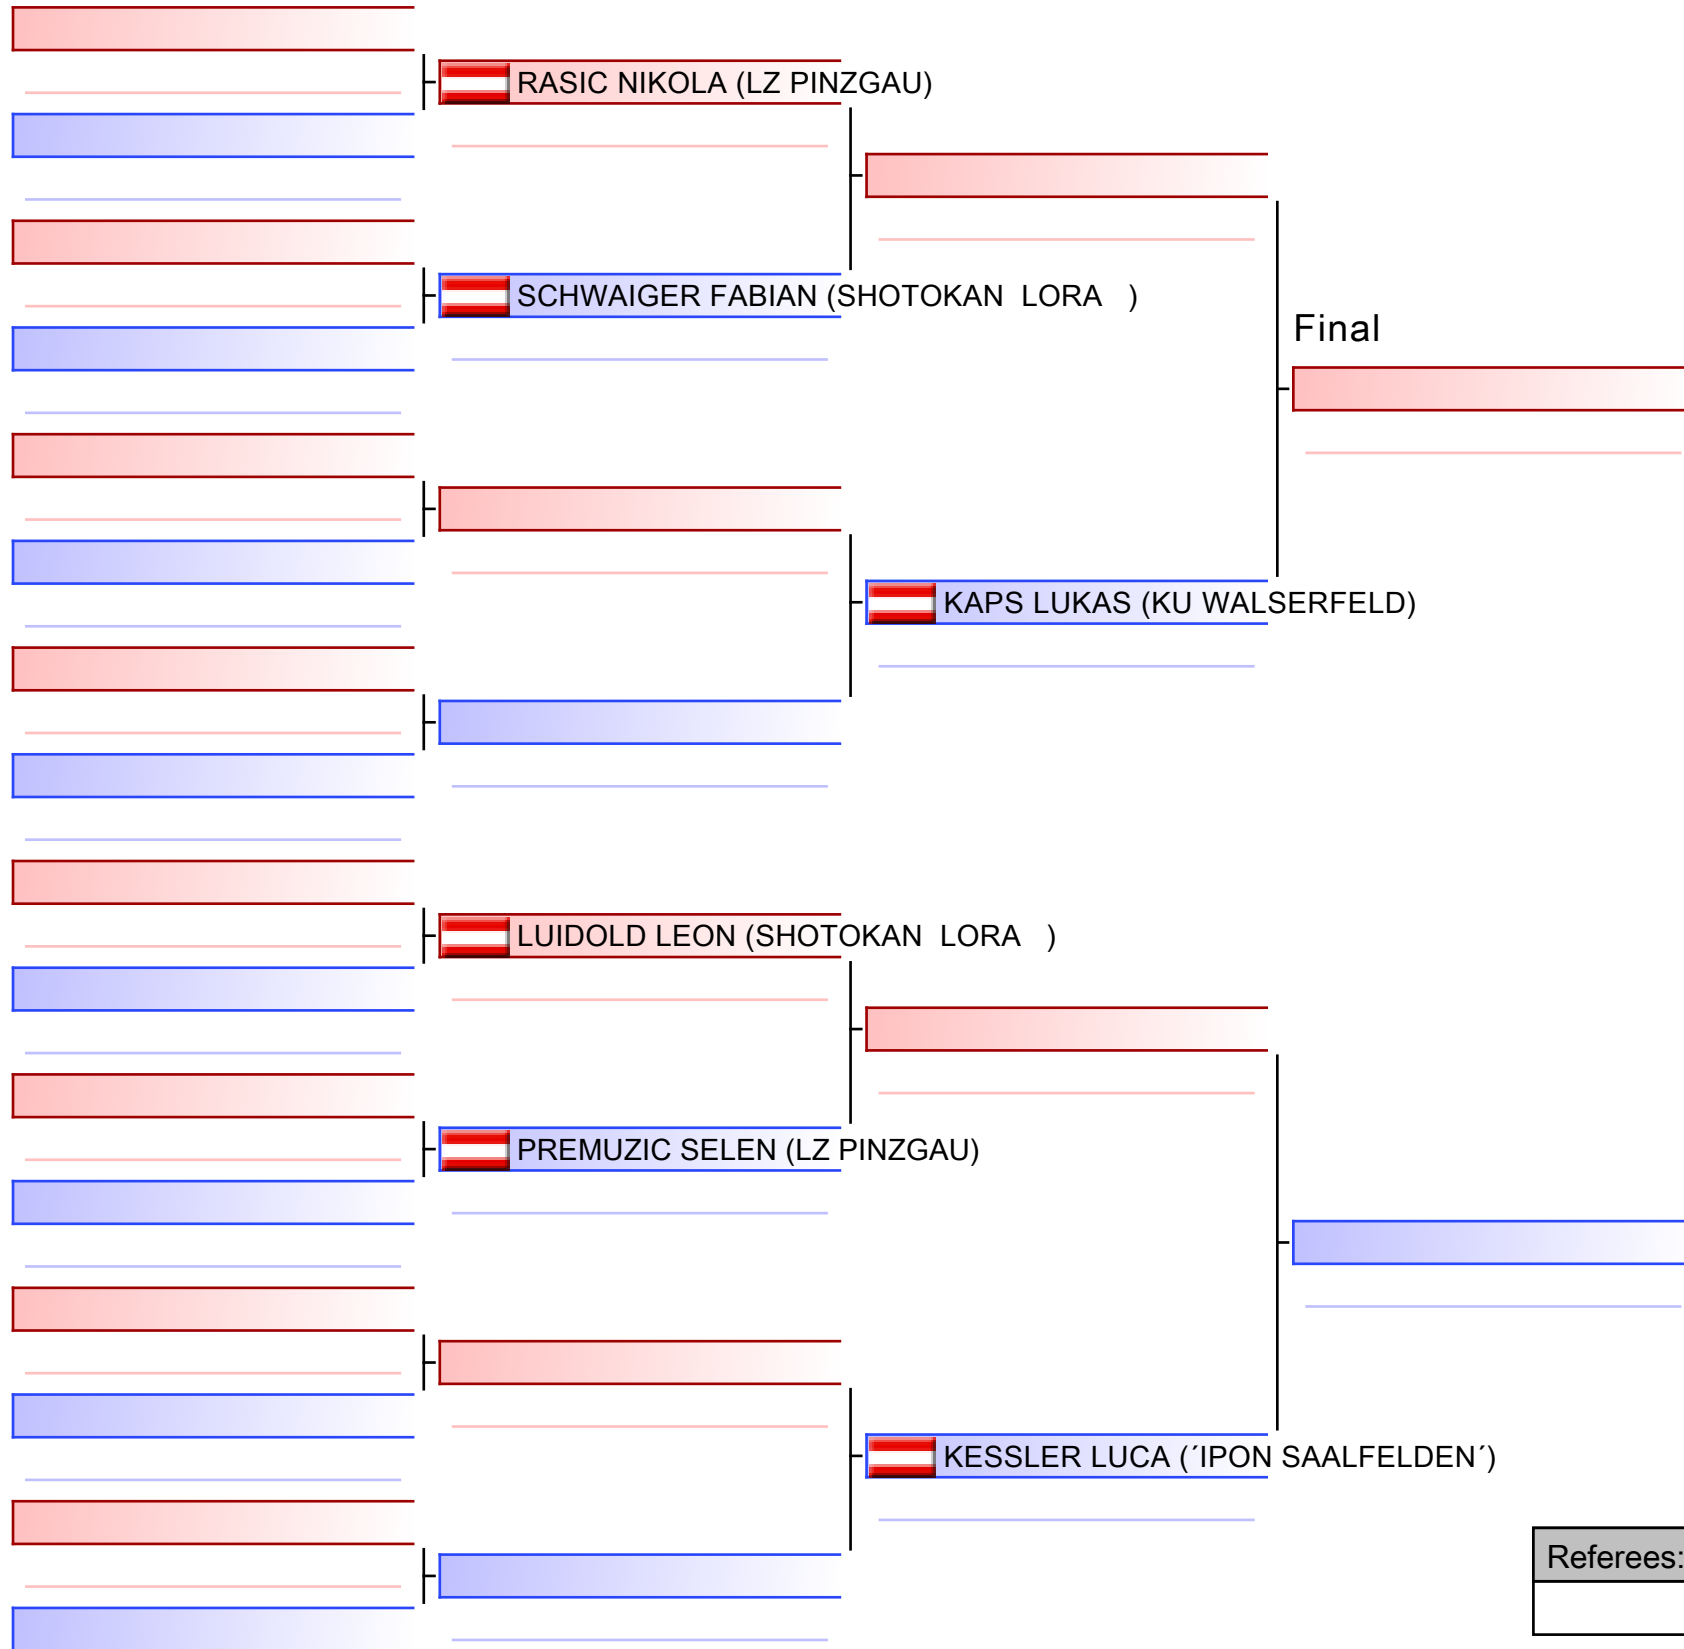 RASIC NIKOLA (LZ PINZGAU)
SCHWAIGER FABIAN (SHOTOKAN LORA )
Final
KAPS LUKAS (KU WALSERFELD)
LUIDOLD LEON (SHOTOKAN LORA )
PREMUZIC SELEN (LZ PINZGAU)
KESSLER LUCA (´IPON SAALFELDEN´)
Referees: